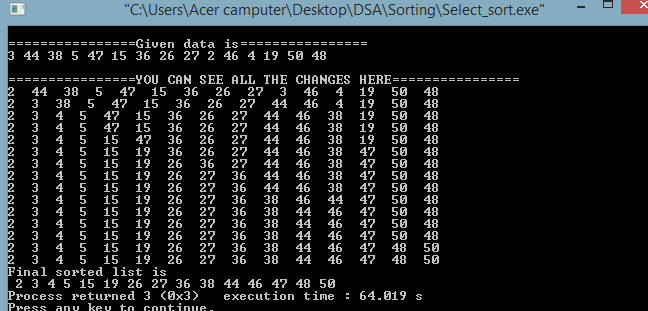 "C:\Users\Acer camputer\Desktop\DSA\Sorting\Select_sort.exe"
================Given data is================
3 44 38 5 47 15 36 26 27 2 46 4 19 50 48
================YOU CAN SEE ALL THE CHANGES HERE================
2 44 38 5 47 15 36 26 27 3 46 4 19 50 48
2 3 38 5 47 15 36 26 27 44 46 4 19 50 48
2 3 4 5 47 15 36 26 27 44 46 38 19 50 48
2 3 4 5 47 15 36 26 27 44 46 38 19 50 48
2 3 4 5 15 47 36 26 27 44 46 38 19 50 48
2 3 4 5 15 19 36 26 27 44 46 38 47 50 48
2 3 4 5 15 19 26 36 27 44 46 38 47 50 48
2 3 4 5 15 19 26 27 36 44 46 38 47 50 48
2 3 4 5 15 19 26 27 36 44 46 38 47 50 48
2 3 4 5 15 19 26 27 36 38 46 44 47 50 48
2 3 4 5 15 19 26 27 36 38 44 46 47 50 48
2 3 4 5 15 19 26 27 36 38 44 46 47 50 48
2 3 4 5 15 19 26 27 36 38 44 46 47 50 48
2 3 4 5 15 19 26 27 36 38 44 46 47 48 50
2 3 4 5 15 19 26 27 36 38 44 46 47 48 50
Final sorted list is
2 3 4 5 15 19 26 27 36 38 44 46 47 48 50
Process returned 3 (0x3)   execution time : 64.019 s
Press any key to continue.